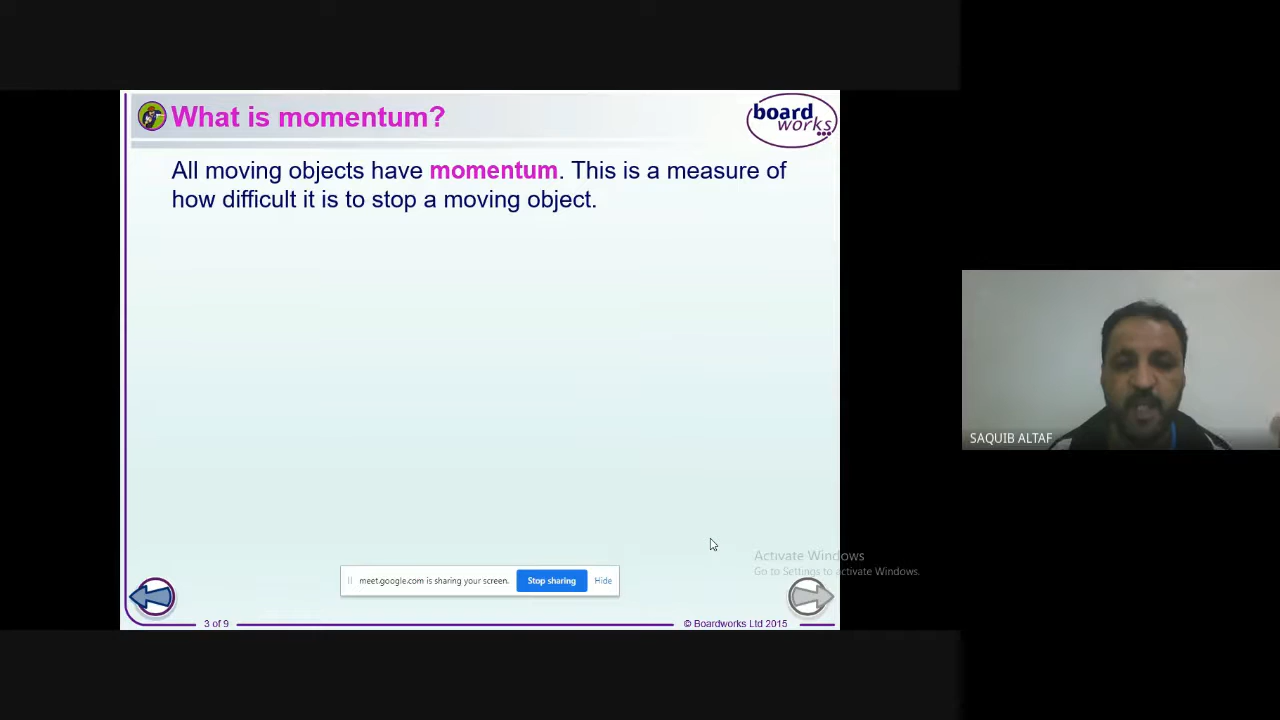 What is momentum?
board
works
All moving objects have momentum. This is a measure of
how difficult it is to stop a moving object.
SAQUIB ALTAF
Activate Windows
Go to Settings to activate Windows.
meet.google.com is sharing your screen.
Stop sharing
Hide
3 of 9
© Boardworks Ltd 2015